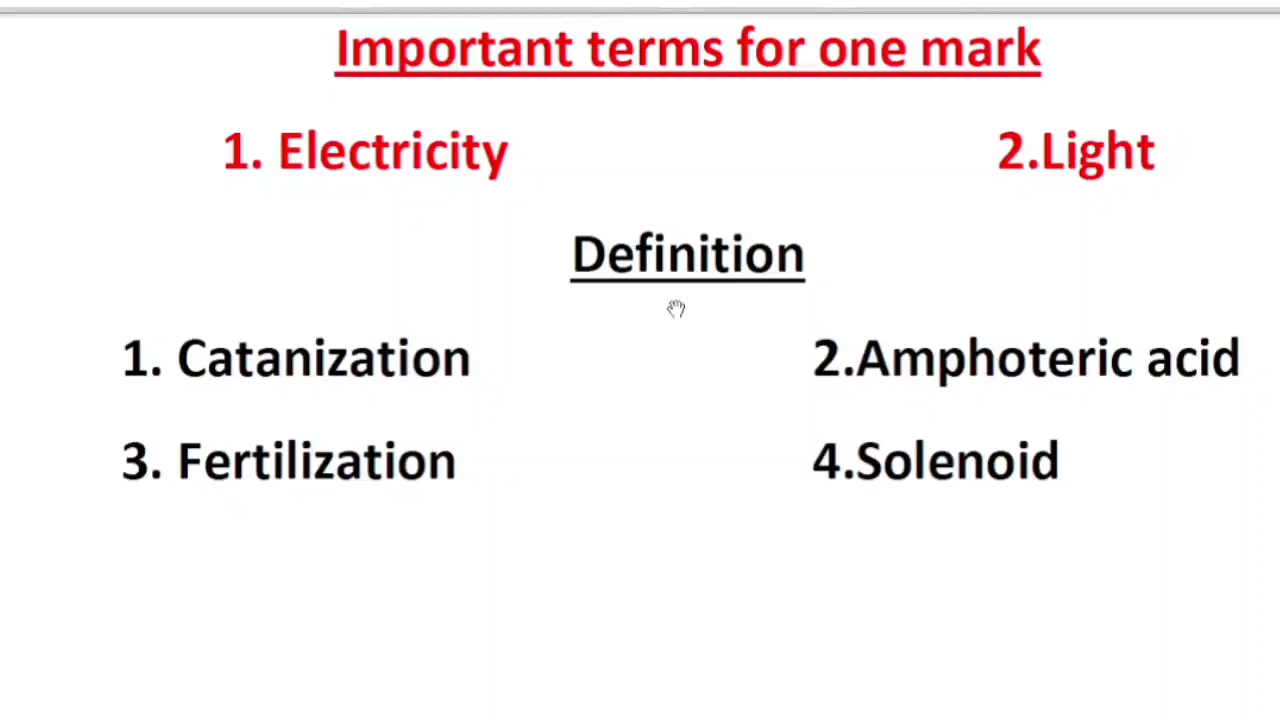 Important terms for one mark
1. Electricity 2.Light
Definition
1. Catanization 2.Amphoteric acid
3. Fertilization 4.Solenoid